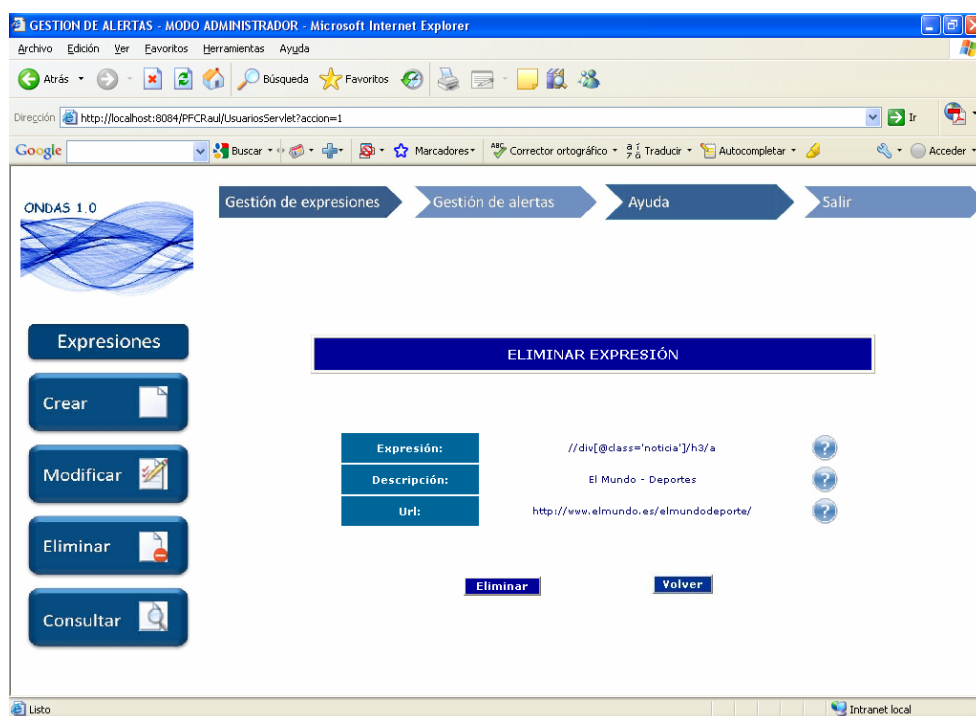 GESTION DE ALERTAS - MODO ADMINISTRADOR - Microsoft Internet Explorer
Archivo Edición Ver Favoritos Herramientas Ayuda
Atrás Búsqueda Favoritos
Dirección http://localhost:8084/PFCRaul/UsuariosServlet?accion=1 Ir
Google Buscar Marcadores ABC Corrector ortográfico Traducir Autocompletar Acceder
ONDAS 1.0
Gestión de expresiones Gestión de alertas Ayuda Salir
Expresiones
ELIMINAR EXPRESIÓN
Crear
Modificar
Eliminar
Consultar
Expresión: //div[@class='noticia']/h3/a ?
Descripción: El Mundo - Deportes ?
Url: http://www.elmundo.es/elmundodeporte/ ?
Eliminar Volver
Listo Intranet local